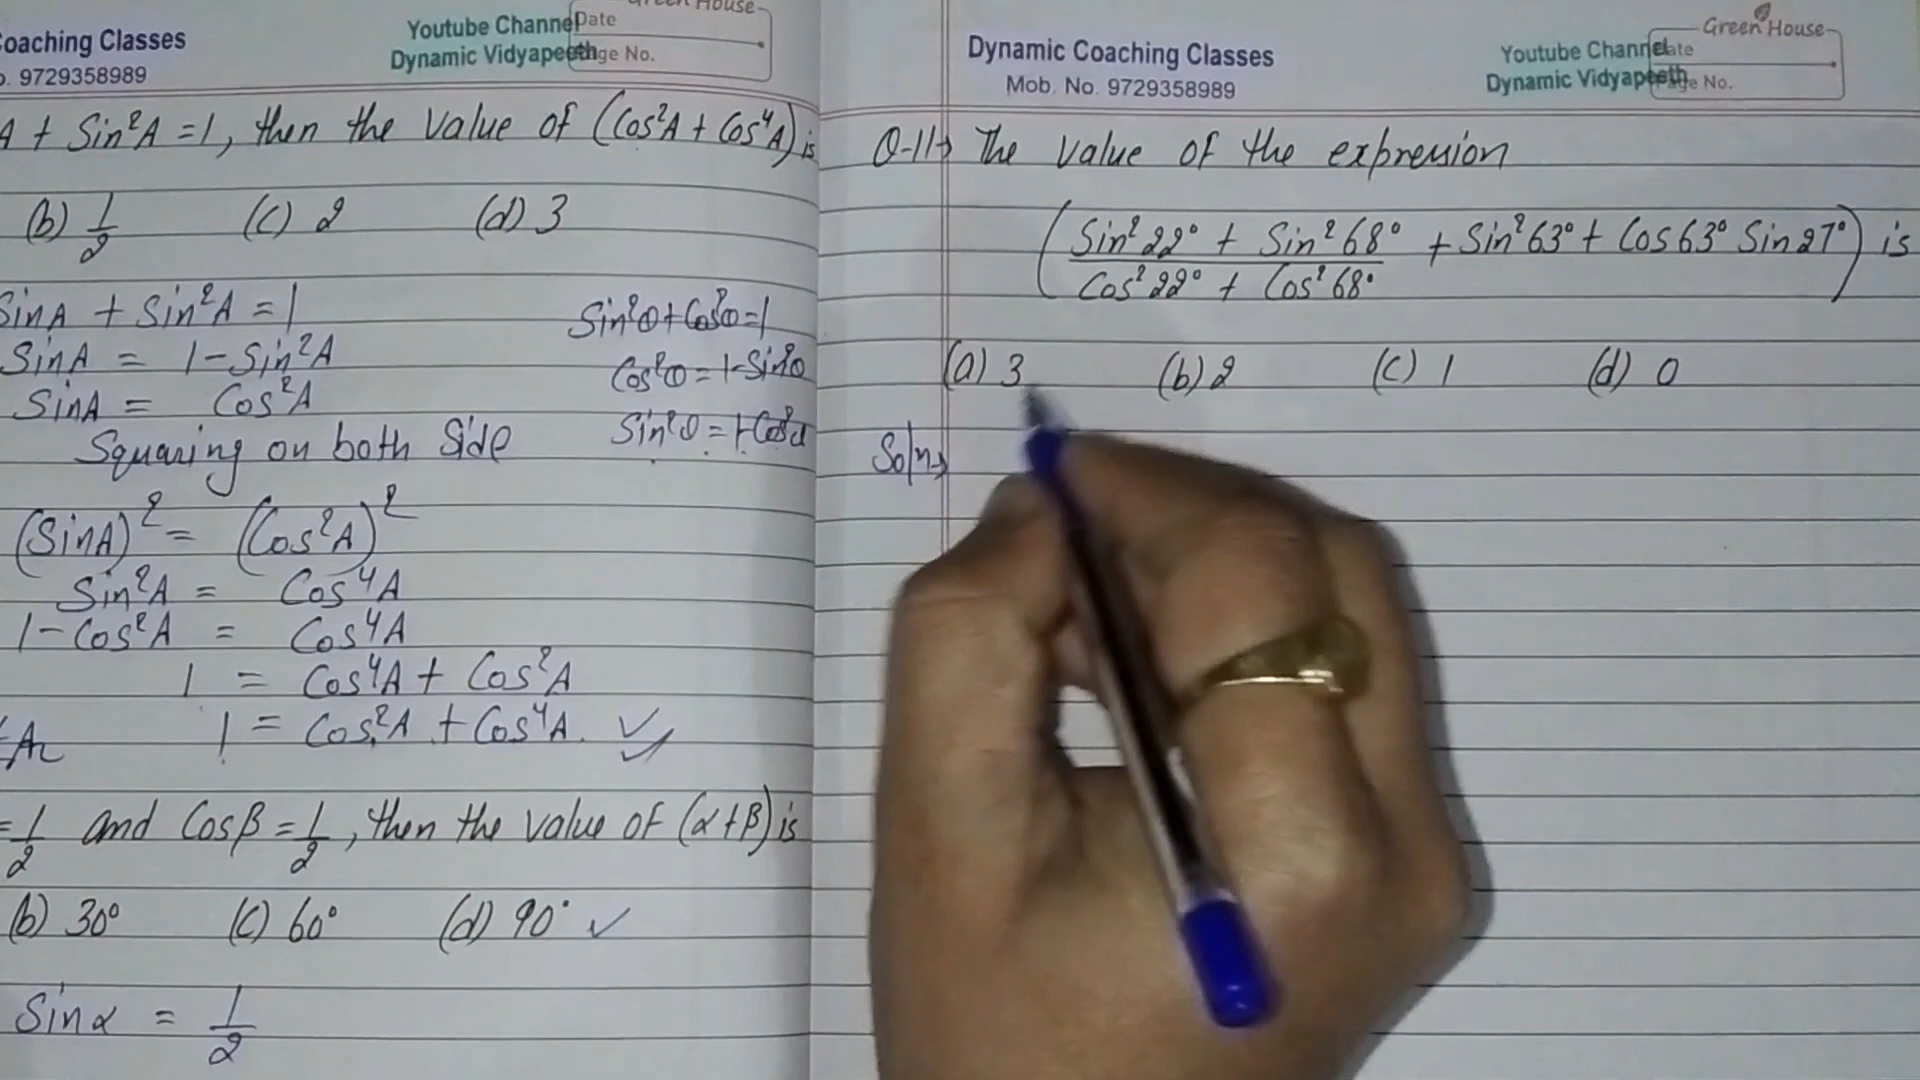 Coaching Classes
9729358989
Youtube Channel
Dynamic Vidyapeeth
Green House
Date
Page No.
A + Sin²A = 1, then the value of (Cos²A + Cos⁴A) is
(b) 1/2 (c) 2 (d) 3
SinA + Sin²A = 1
SinA = 1 - Sin²A
SinA = Cos²A
Squaring on both Side
Sin²θ + Cos²θ = 1
Cos²θ = 1 - Sin²θ
Sin²θ = 1 - Cos²θ
(SinA)² = (Cos²A)²
Sin²A = Cos⁴A
1 - Cos²A = Cos⁴A
1 = Cos⁴A + Cos²A
1 = Cos²A + Cos⁴A
= 1/2 and Cosβ = 1/2, then the value of (α+β) is
(b) 30° (c) 60° (d) 90° ✓
Sinα = 1/2
Dynamic Coaching Classes
Mob. No. 9729358989
Youtube Channel
Dynamic Vidyapeeth
Green House
Date
Page No.
Q-11→ The value of the expression
(Sin²22° + Sin²68° / Cos²22° + Cos²68° + Sin²63° + Cos63° Sin27°) is
(a) 3 (b) 2 (c) 1 (d) 0
Soln→